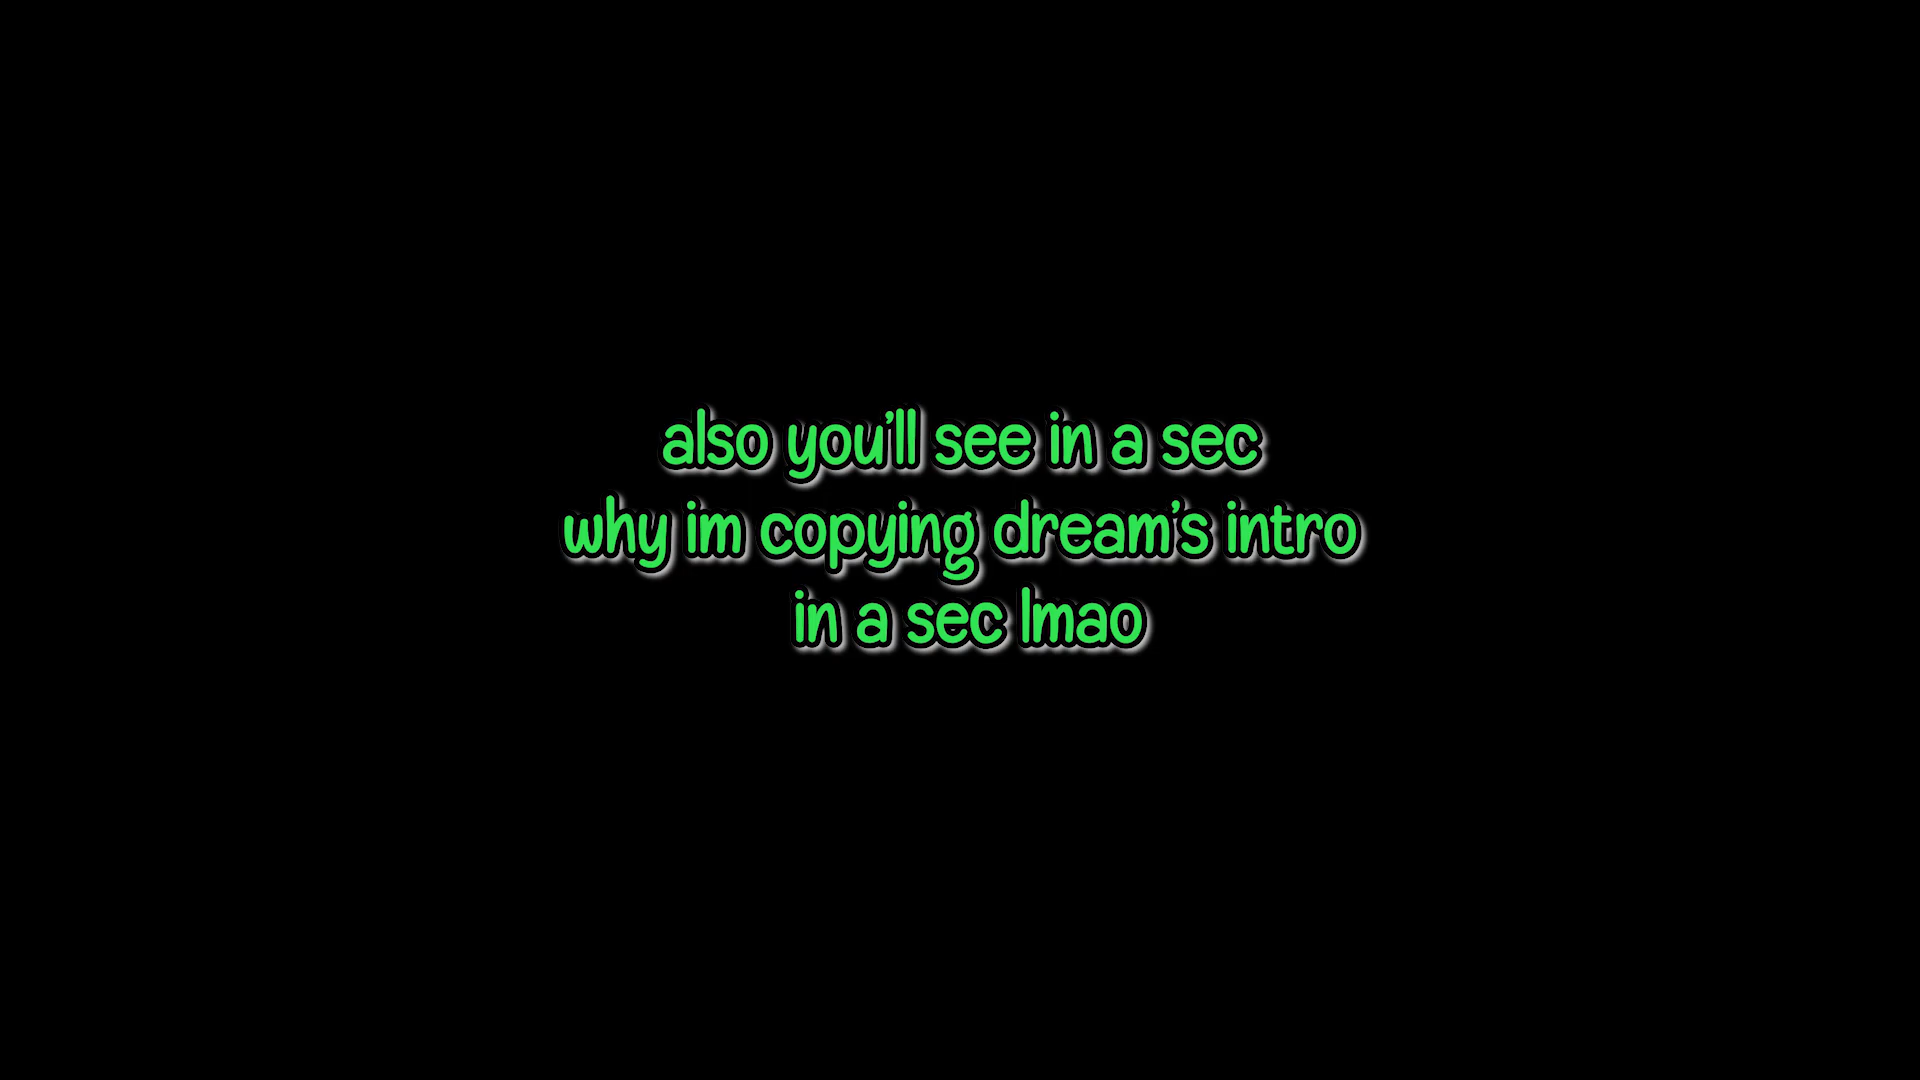 also you'll see in a sec
why im copying dream's intro
in a sec lmao